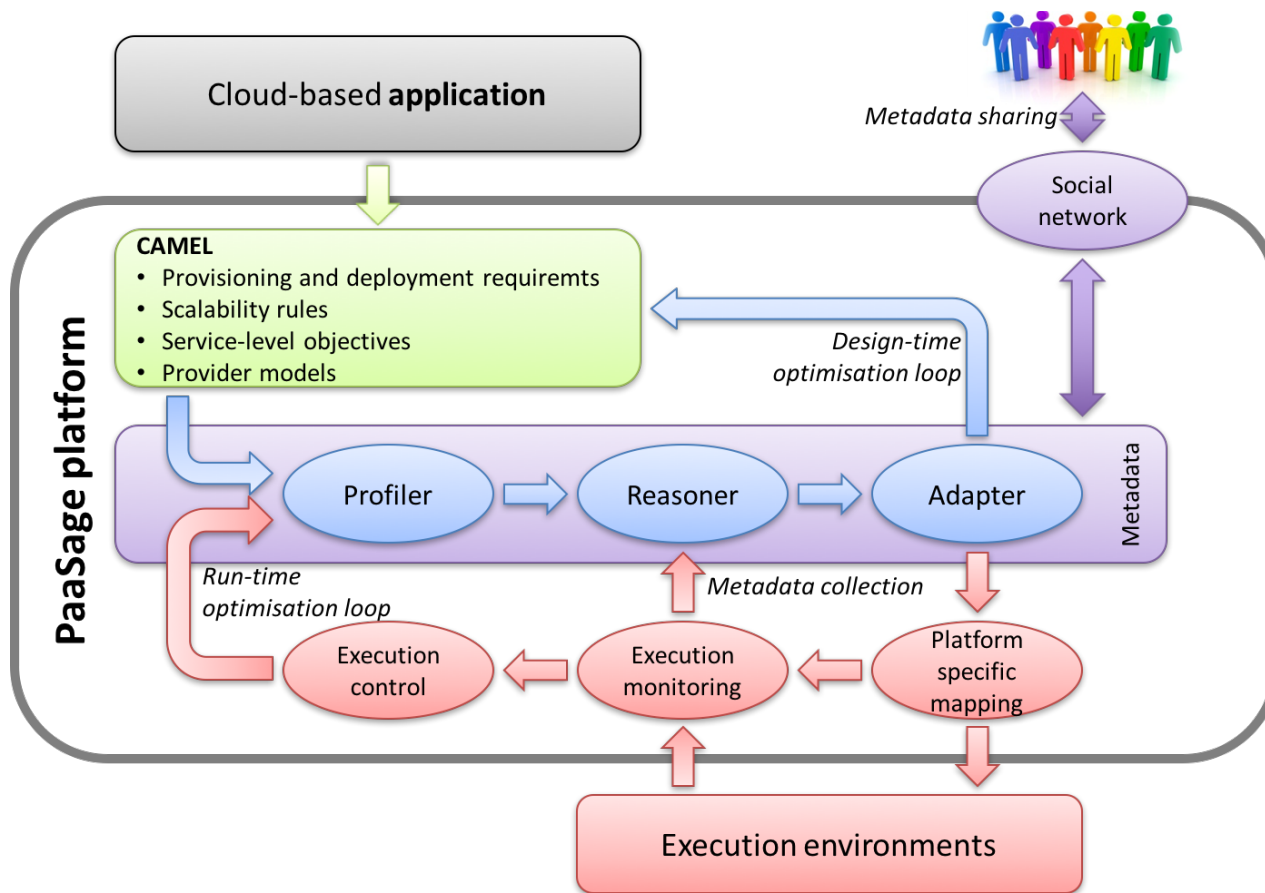 Cloud-based application
Metadata sharing
Social
network
CAMEL
• Provisioning and deployment requiremts
• Scalability rules
• Service-level objectives
• Provider models
Design-time
optimisation loop
PaaSage platform
Profiler
Reasoner
Adapter
Metadata
Run-time
optimisation loop
Metadata collection
Execution
control
Execution
monitoring
Platform
specific
mapping
Execution environments